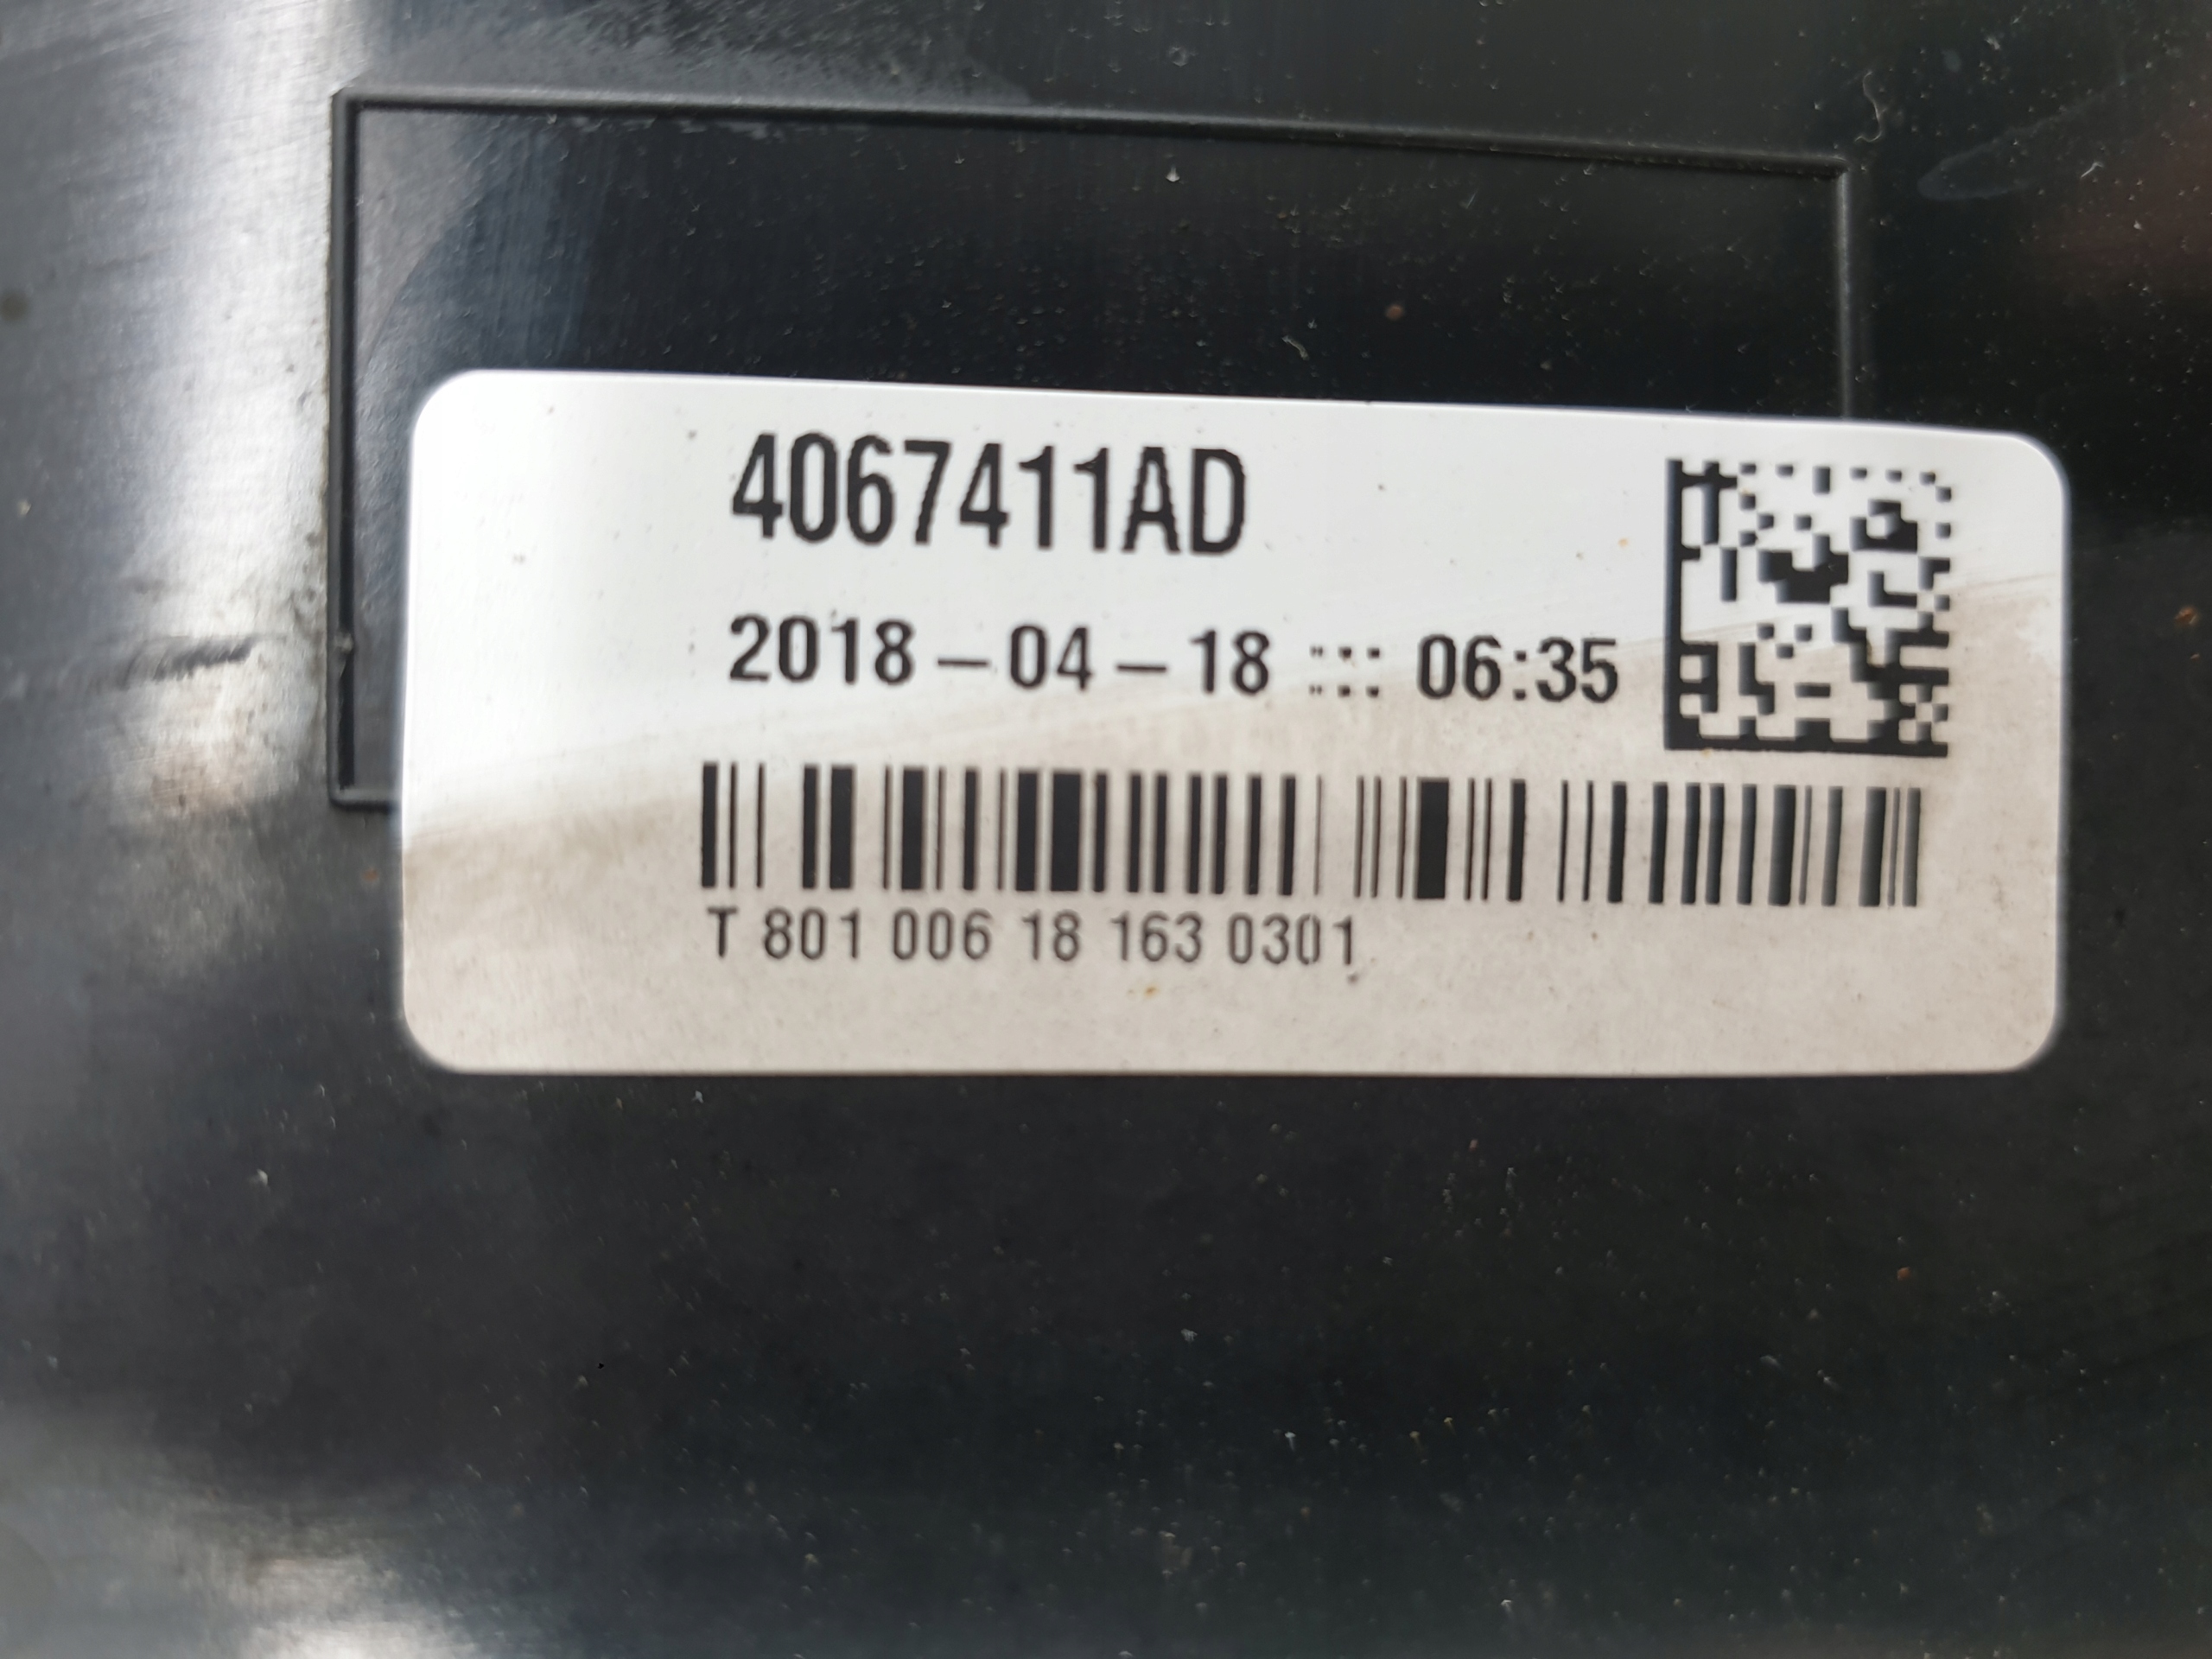 4067411AD
2018-04-18 :::: 06:35
T 801 006 18 163 0301